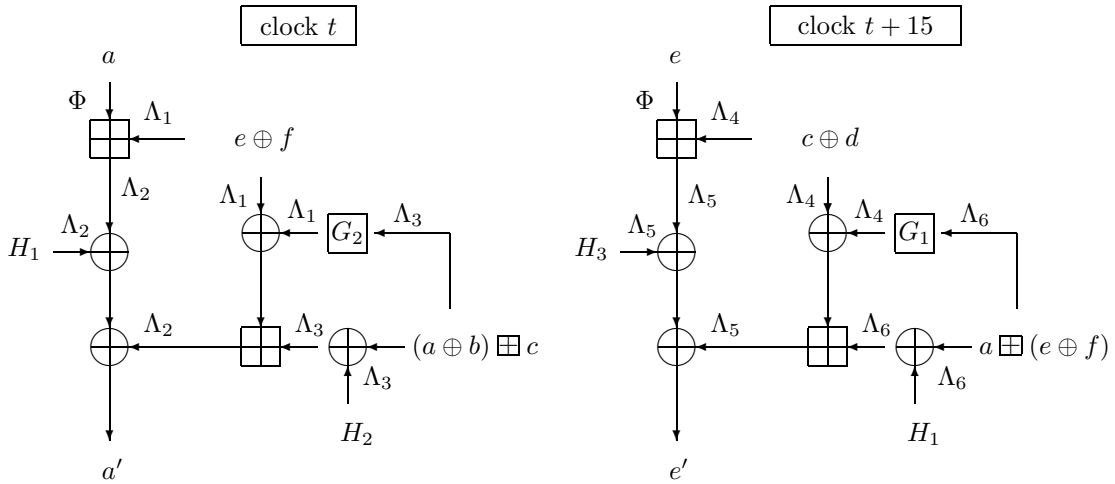 clock t
clock t + 15
a
e
Φ
Λ₁
Φ
Λ₄
e ⊕ f
c ⊕ d
Λ₂
Λ₁
Λ₁
Λ₃
Λ₅
Λ₄
Λ₄
Λ₆
Λ₂
G₂
Λ₅
G₁
H₁
H₃
Λ₂
Λ₃
(a ⊕ b) ⊞ c
Λ₅
Λ₆
a ⊞ (e ⊕ f)
Λ₃
Λ₆
H₂
H₁
a′
e′